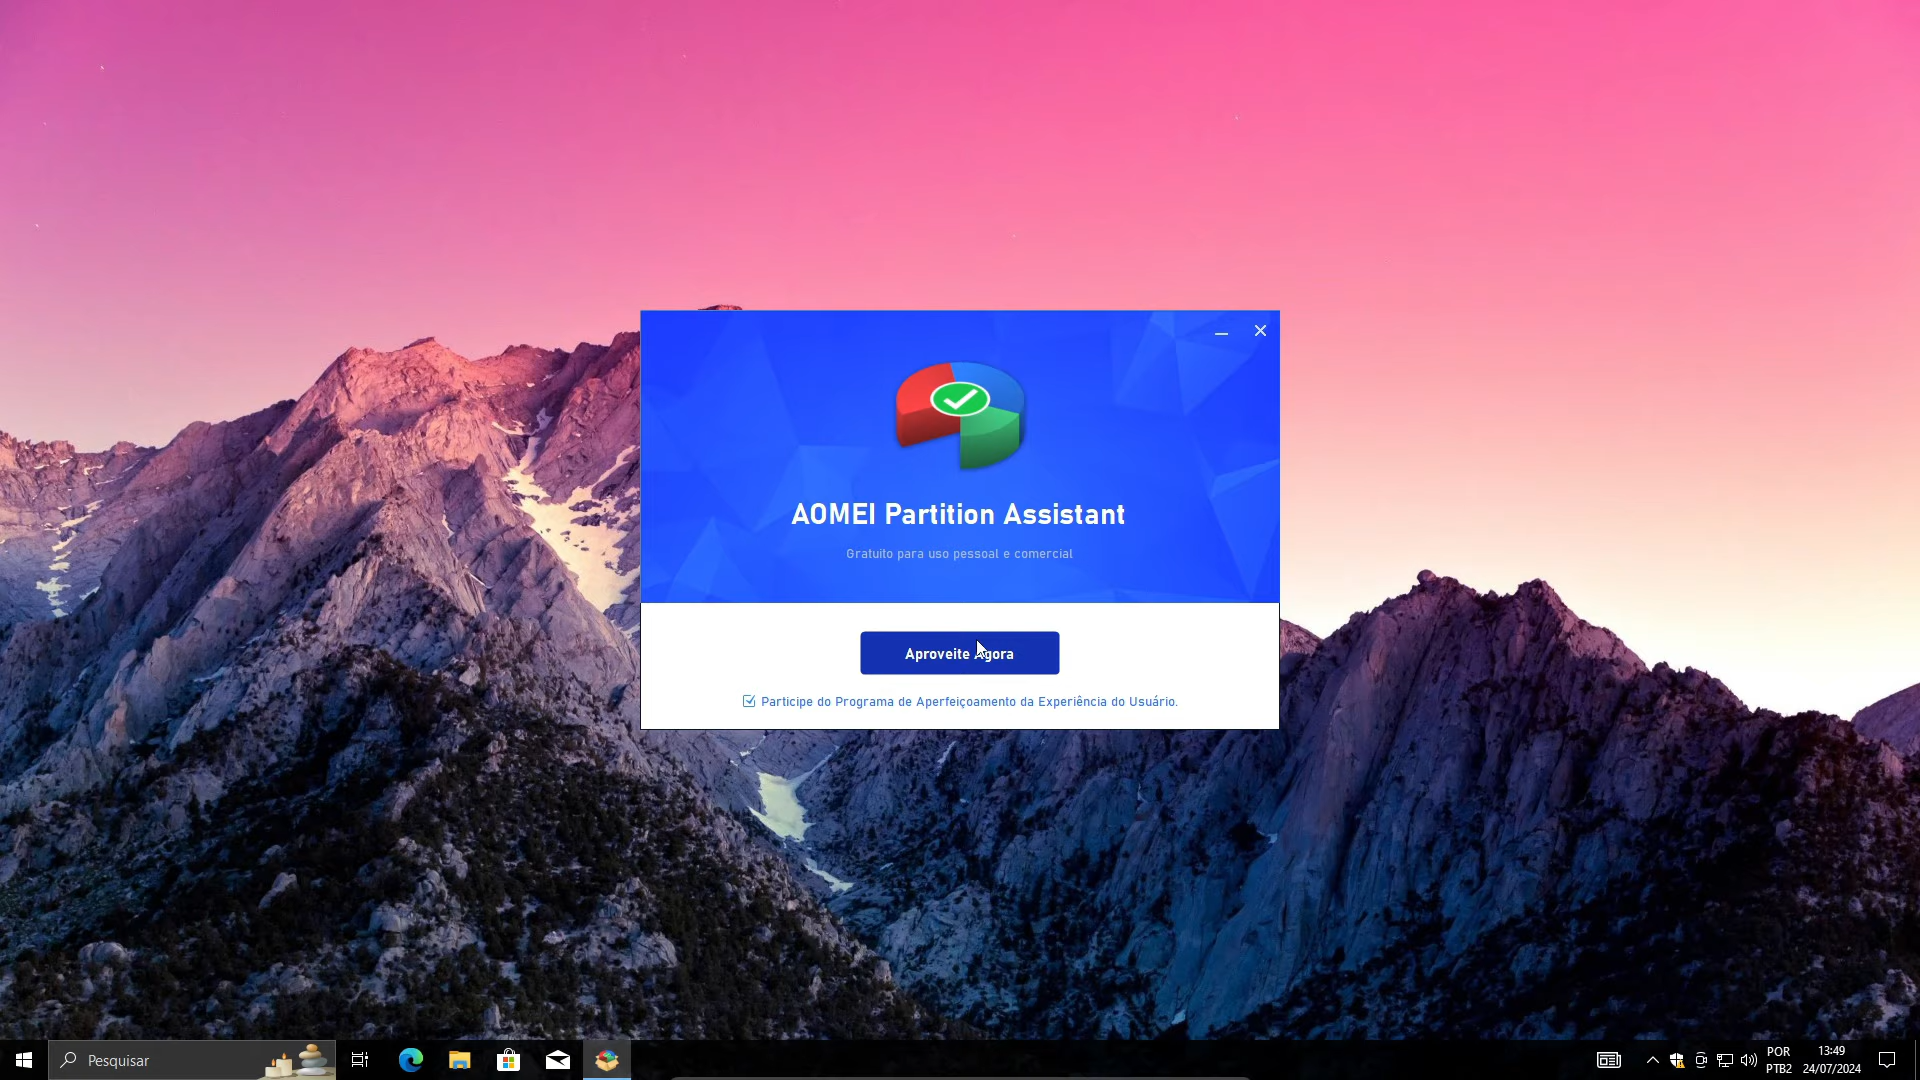 AOMEI Partition Assistant
Gratuito para uso pessoal e comercial
Aproveite Agora
Participe do Programa de Aperfeiçoamento da Experiência do Usuário.
Pesquisar
POR
PTB2
13:49
24/07/2024